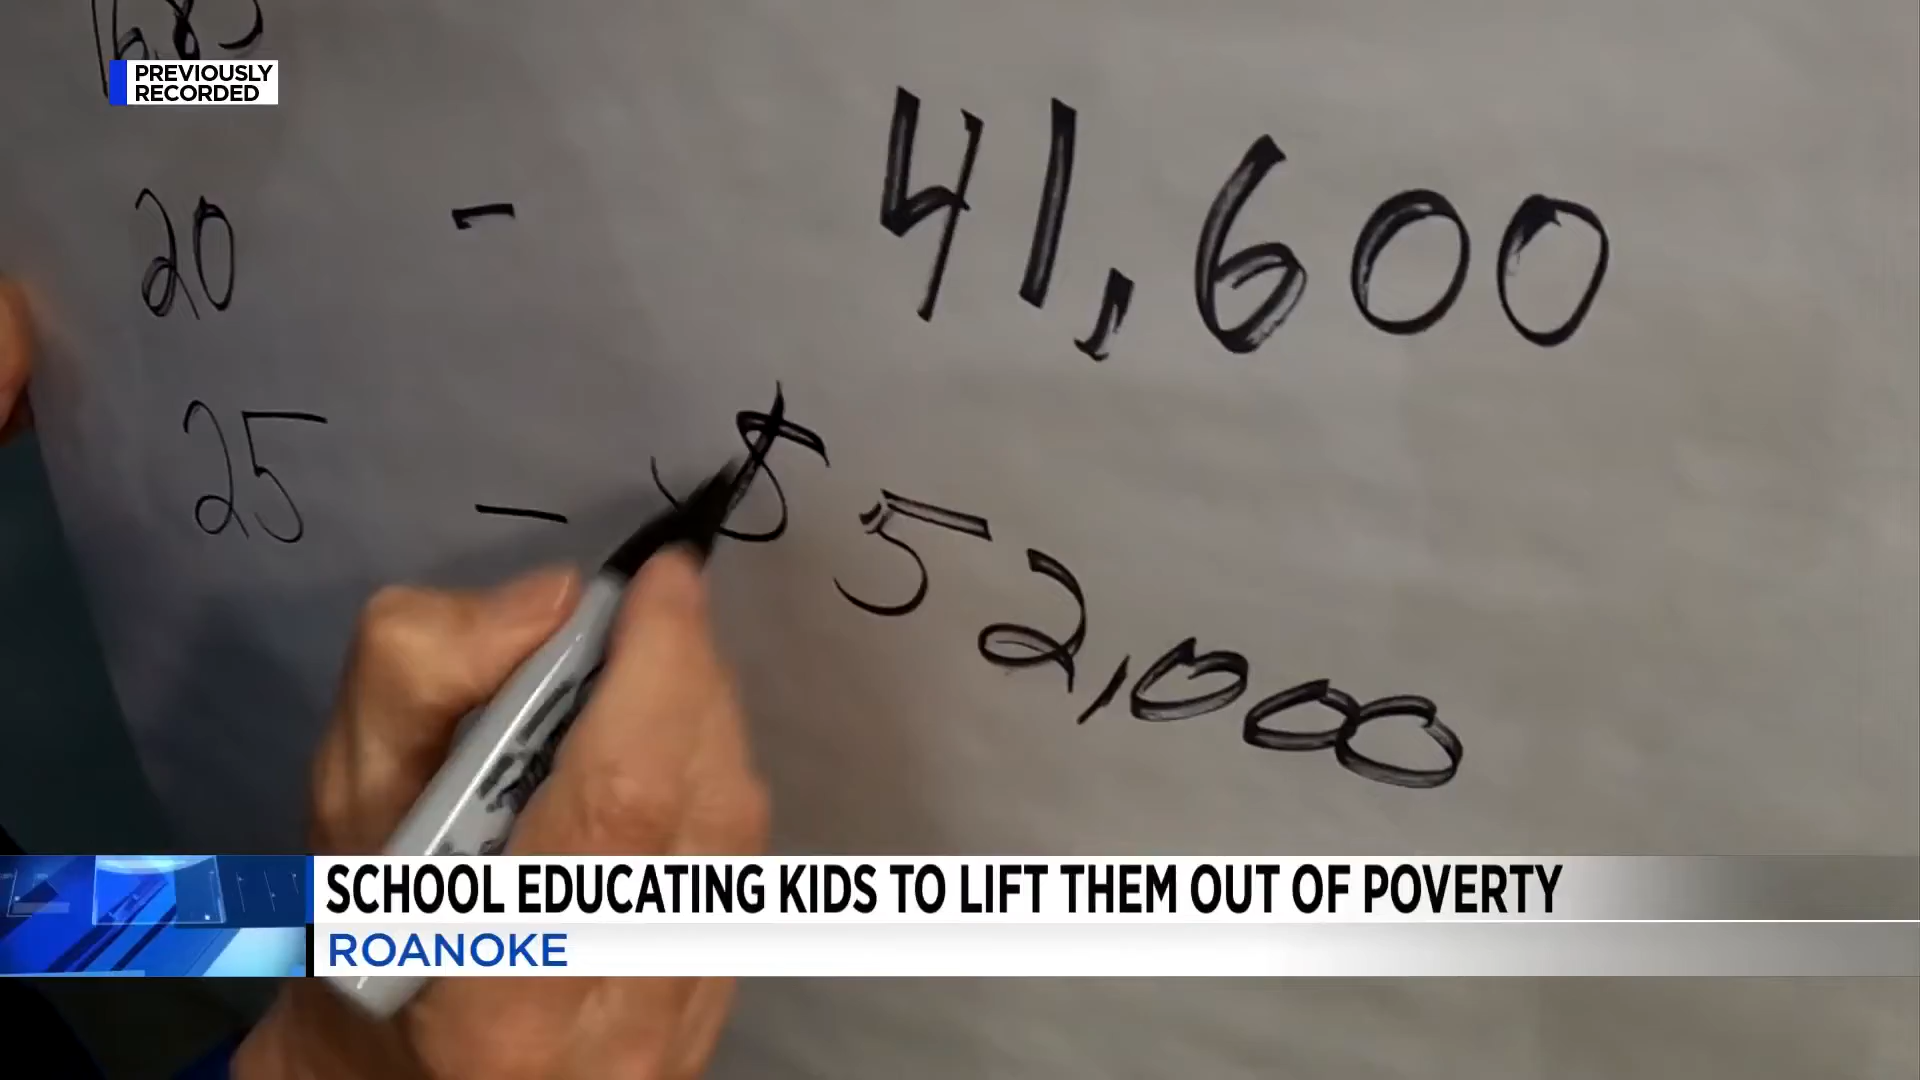 PREVIOUSLY
RECORDED
20 - 41,600
25 - $52,000
SCHOOL EDUCATING KIDS TO LIFT THEM OUT OF POVERTY
ROANOKE